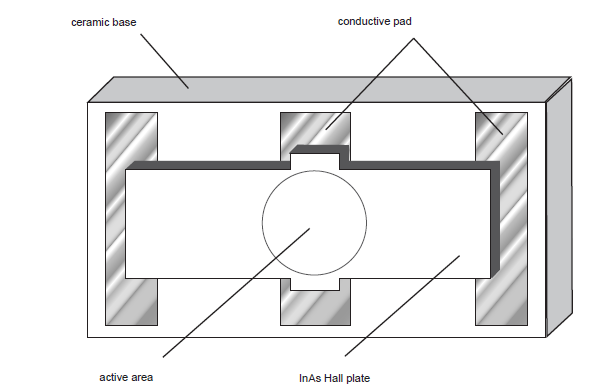 ceramic base
conductive pad
active area
InAs Hall plate